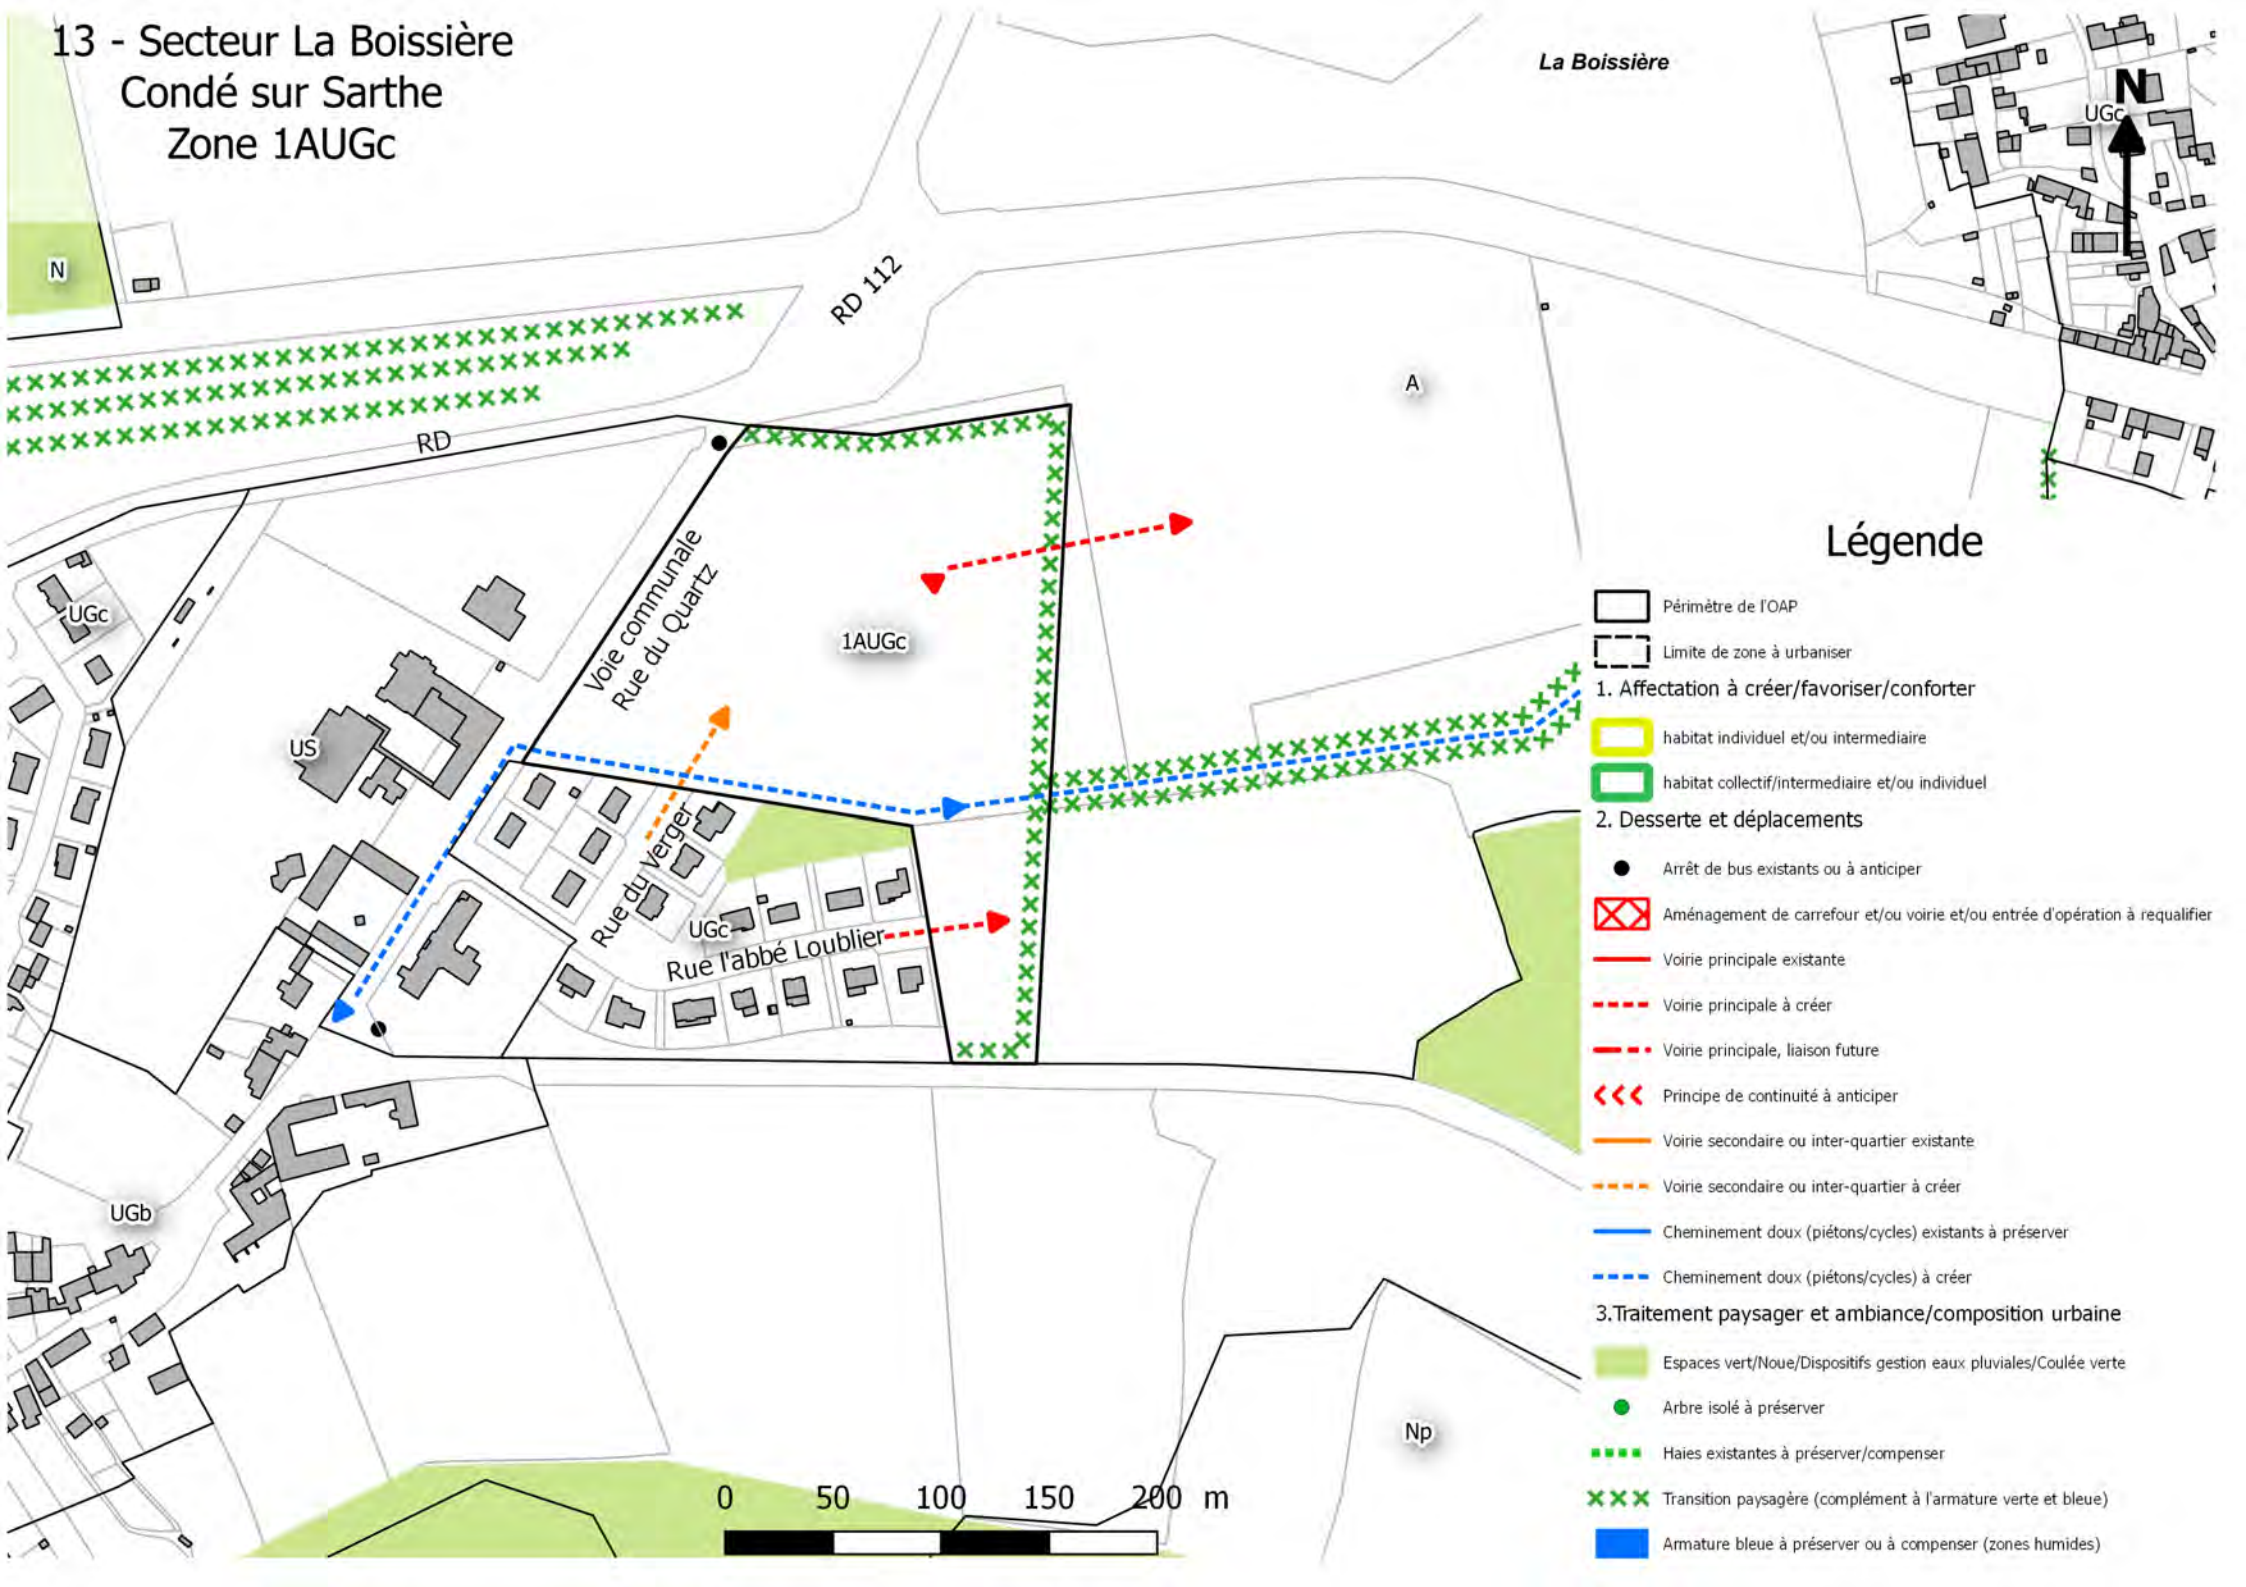 13 - Secteur La Boissière
Condé sur Sarthe
Zone 1AUGc
La Boissière
N
UGc
N
RD 112
A
RD
Voie communale
Rue du Quartz
UGc
1AUGc
US
Rue du Verger
UGc
Rue l'abbé Loublier
UGb
Np
0 50 100 150 200 m
Légende
Périmètre de l'OAP
Limite de zone à urbaniser
1. Affectation à créer/favoriser/conforter
habitat individuel et/ou intermediaire
habitat collectif/intermediaire et/ou individuel
2. Desserte et déplacements
Arrêt de bus existants ou à anticiper
Aménagement de carrefour et/ou voirie et/ou entrée d'opération à requalifier
Voirie principale existante
Voirie principale à créer
Voirie principale, liaison future
Principe de continuité à anticiper
Voirie secondaire ou inter-quartier existante
Voirie secondaire ou inter-quartier à créer
Cheminement doux (piétons/cycles) existants à préserver
Cheminement doux (piétons/cycles) à créer
3.Traitement paysager et ambiance/composition urbaine
Espaces vert/Noue/Dispositifs gestion eaux pluviales/Coulée verte
Arbre isolé à préserver
Haies existantes à préserver/compenser
Transition paysagère (complément à l'armature verte et bleue)
Armature bleue à préserver ou à compenser (zones humides)